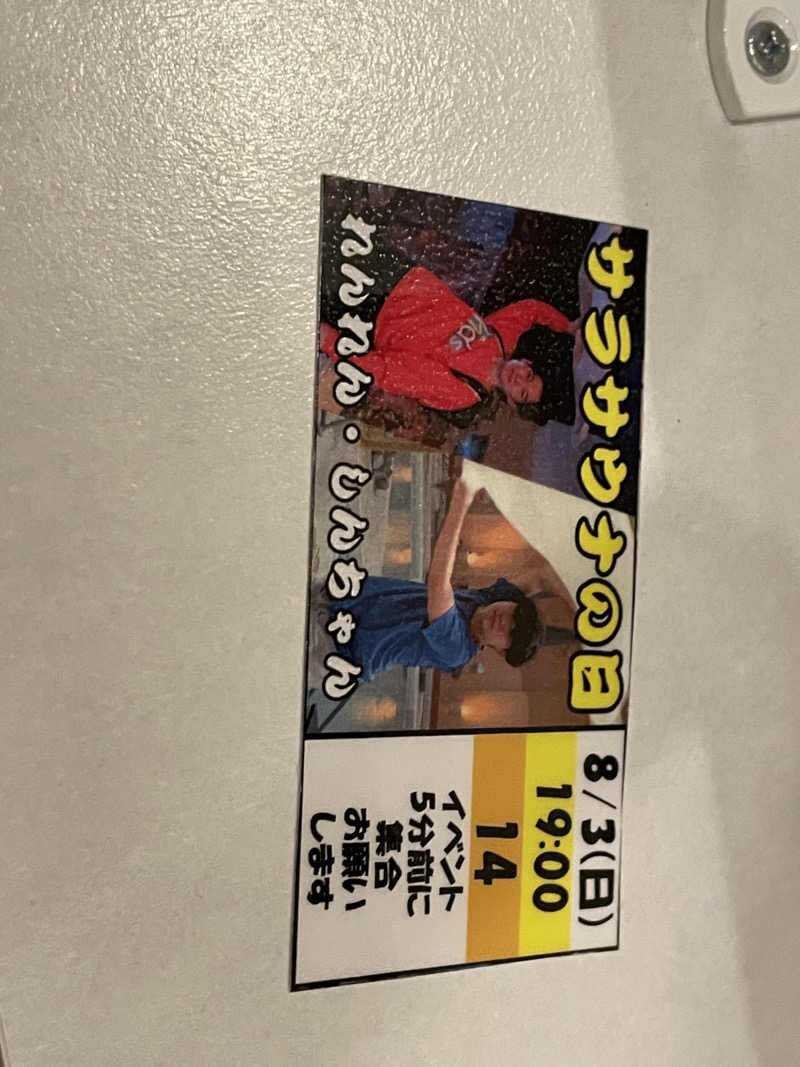 サラサウナの日
れんれん・しんちゃん
8/3(日)
19:00
14
イベント
5分前に
集合
お願い
します